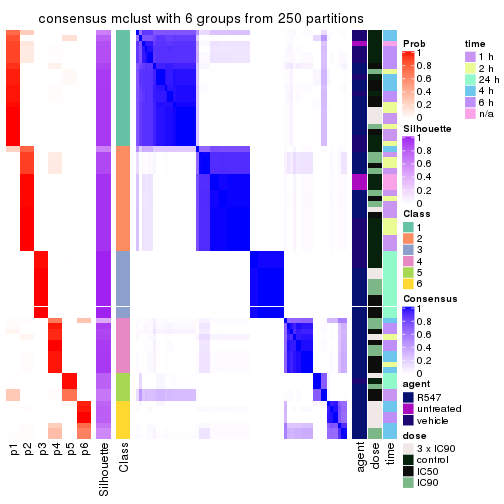 consensus mclust with 6 groups from 250 partitions
Prob
1
0.8
0.6
0.4
0.2
0
time
1 h
2 h
24 h
4 h
6 h
n/a
Silhouette
1
0.8
0.6
0.4
0.2
0
Class
1
2
3
4
5
6
Consensus
1
0.8
0.6
0.4
0.2
0
agent
R547
untreated
vehicle
dose
3 x IC90
control
IC50
IC90
p1
p2
p3
p4
p5
p6
Silhouette
Class
agent
dose
time